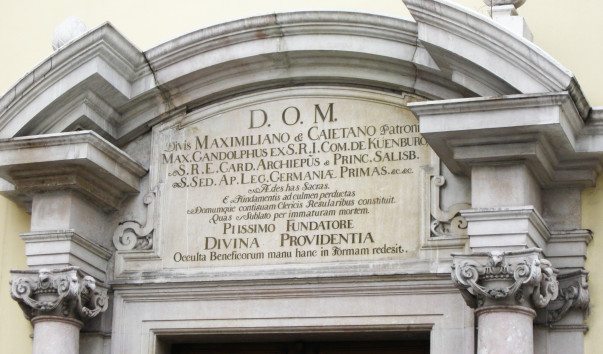 D. O. M.
Divis MAXIMILIANO & CAIETANO Patronis
MAX. GANDOLPHUS EX S. R. I. COM. DE KUENBURG
S. R. E. CARD. ARCHIEPŪS & PRINC. SALISB.
S. SED. AP. LEG. GERMANIÆ PRIMAS. &c. &c.
Ædes has Sacras.
E Fundamentis ad culmen perductas
Domumque contiguam Clericis Regularibus constituit.
Quas Sublato per immaturam mortem.
PIISSIMO FUNDATORE
DIVINA PROVIDENTIA
Occulta Beneficorum manu hanc in Formam redegit.